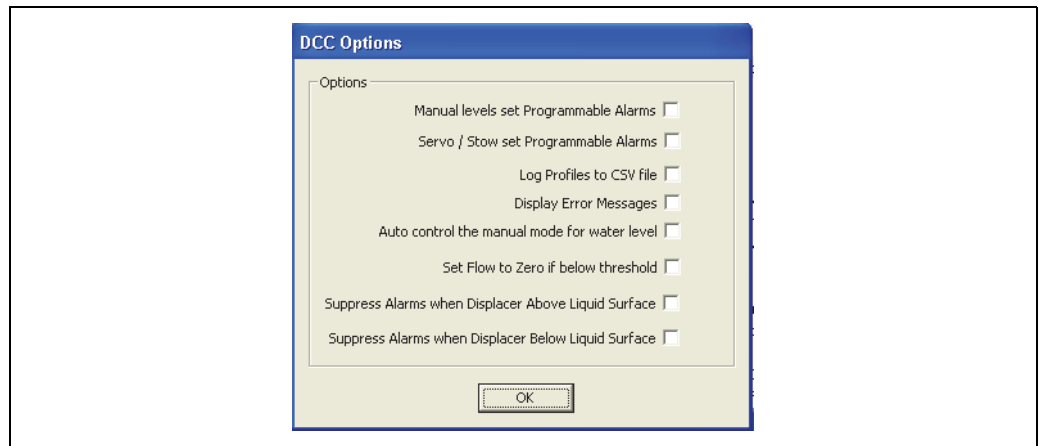 DCC Options
Options
Manual levels set Programmable Alarms
Servo / Stow set Programmable Alarms
Log Profiles to CSV file
Display Error Messages
Auto control the manual mode for water level
Set Flow to Zero if below threshold
Suppress Alarms when Displacer Above Liquid Surface
Suppress Alarms when Displacer Below Liquid Surface
OK